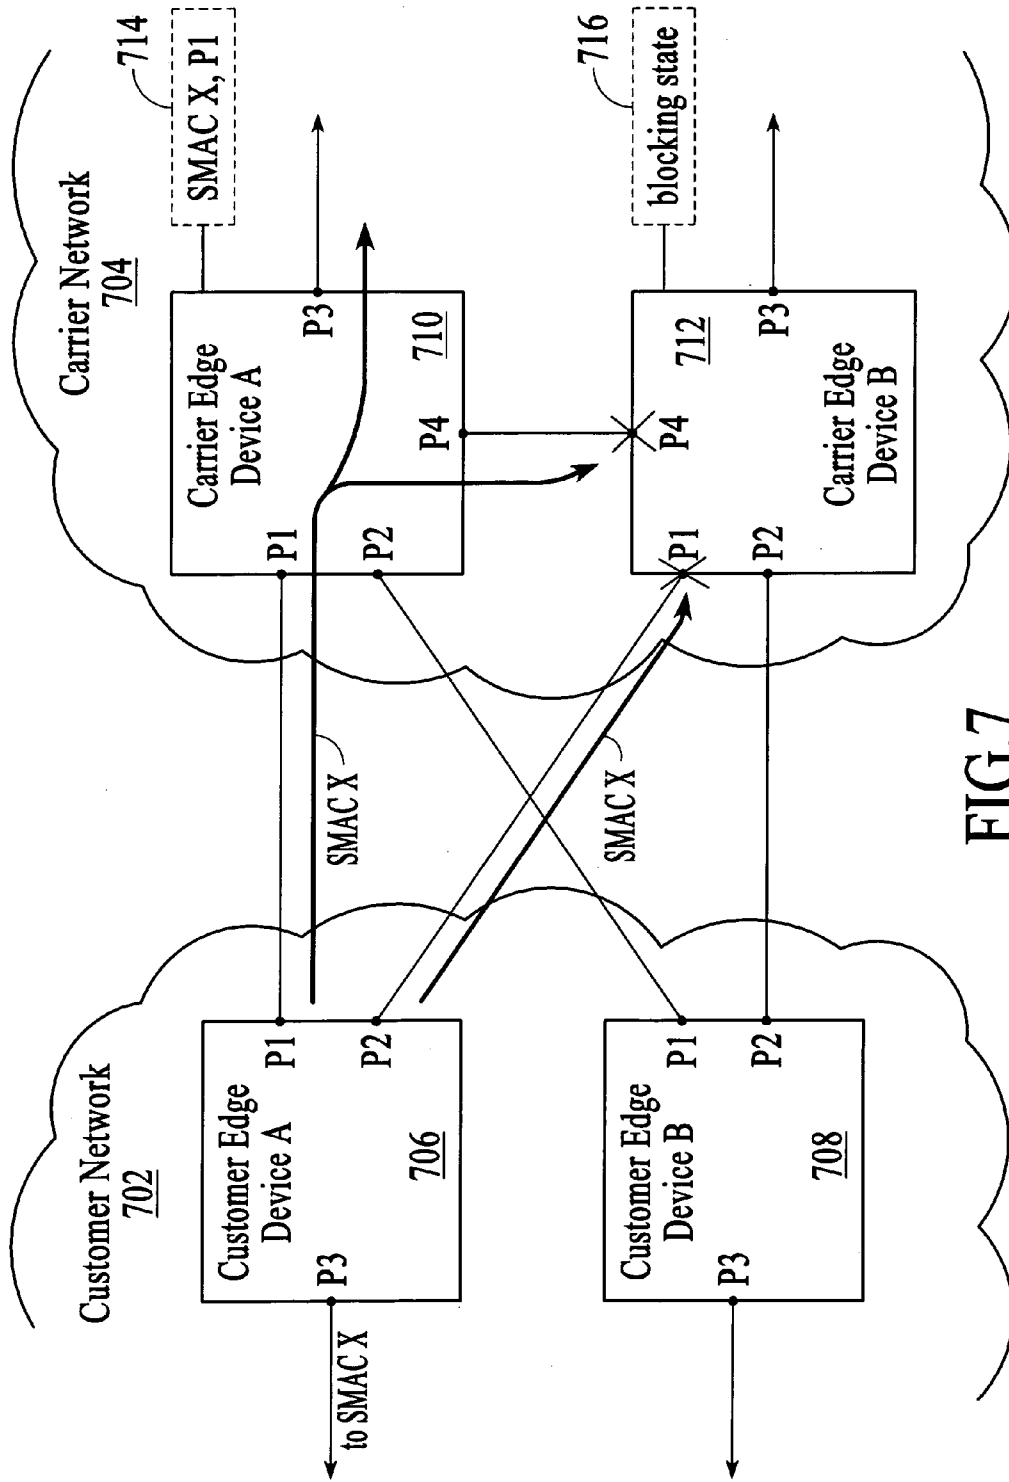 Customer Network
702
Carrier Network
704
Customer Edge
Device A
706
P1
P2
P3
to SMAC X
SMAC X
SMAC X
Carrier Edge
Device A
710
P1
P2
P3
P4
SMAC X, P1
714
Customer Edge
Device B
708
P1
P2
P3
Carrier Edge
Device B
712
P1
P2
P3
P4
blocking state
716
FIG.7